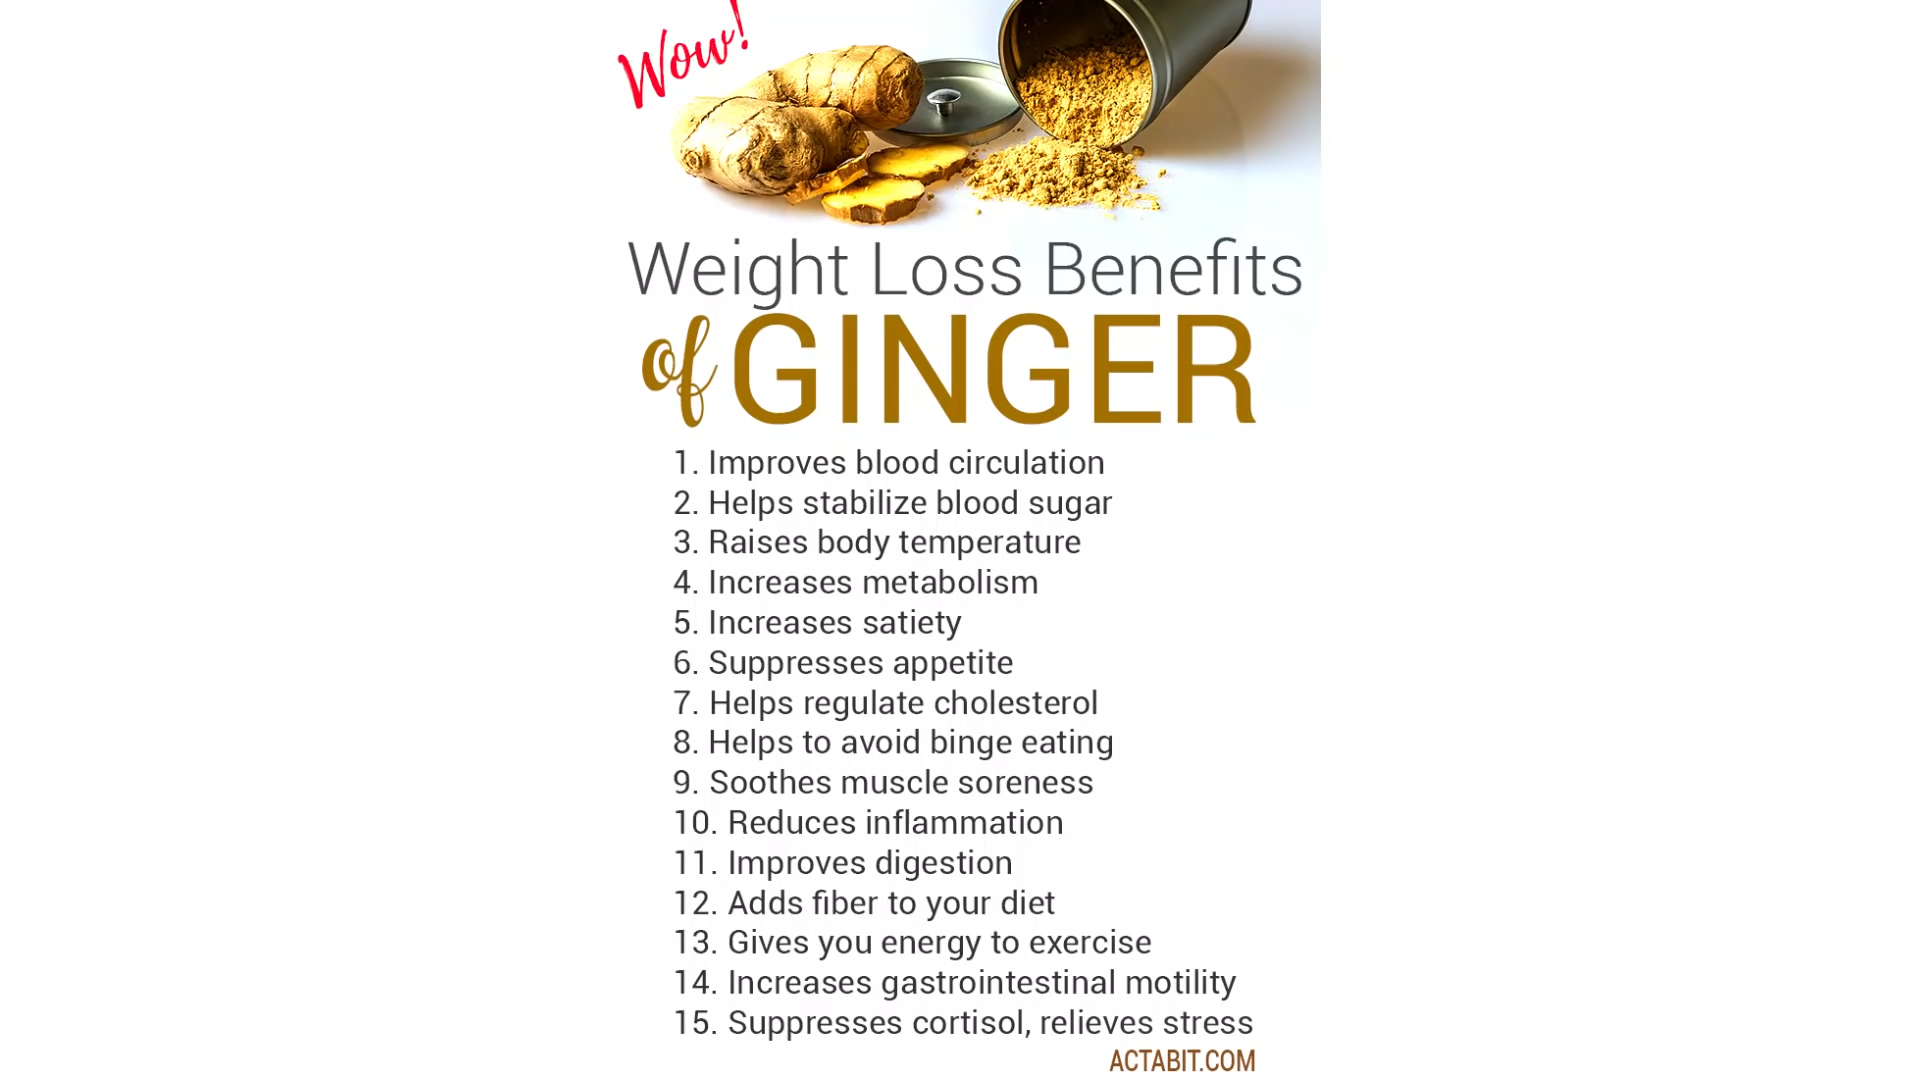 Wow!
Weight Loss Benefits
of GINGER
1. Improves blood circulation
2. Helps stabilize blood sugar
3. Raises body temperature
4. Increases metabolism
5. Increases satiety
6. Suppresses appetite
7. Helps regulate cholesterol
8. Helps to avoid binge eating
9. Soothes muscle soreness
10. Reduces inflammation
11. Improves digestion
12. Adds fiber to your diet
13. Gives you energy to exercise
14. Increases gastrointestinal motility
15. Suppresses cortisol, relieves stress
ACTABIT.COM